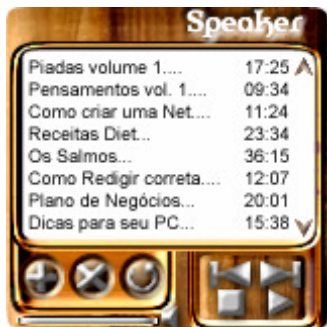 Speaker
Piadas volume 1.... 17:25
Pensamentos vol. 1.... 09:34
Como criar uma Net.... 11:24
Receitas Diet... 23:34
Os Salmos... 36:15
Como Redigir correta.... 12:07
Plano de Negócios... 20:01
Dicas para seu PC... 15:38